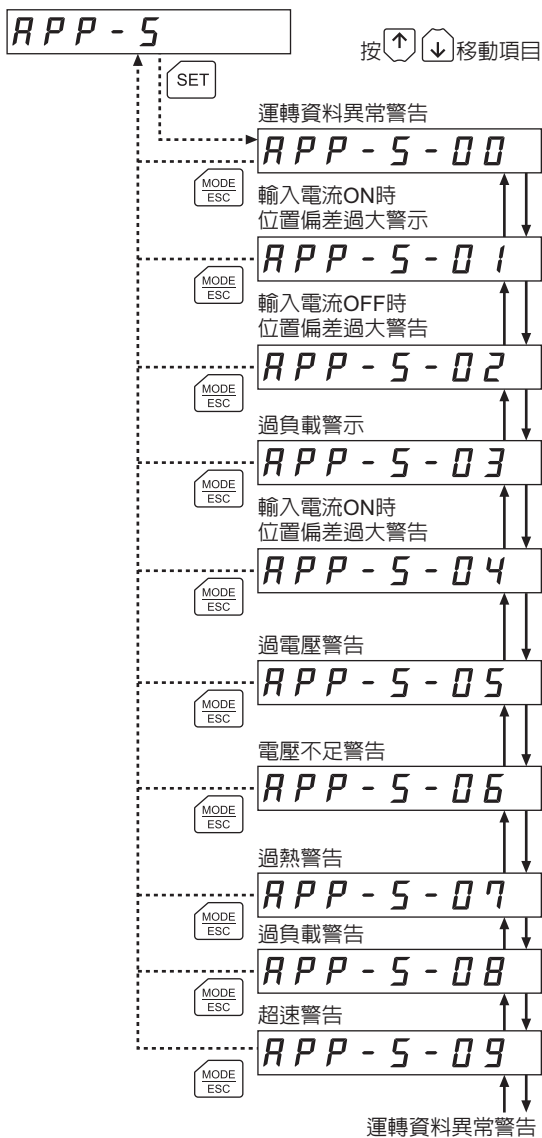 APP-5
按↑↓移動項目
SET
運轉資料異常警告
APP-5-00
MODE
ESC
輸入電流ON時
位置偏差過大警示
APP-5-01
MODE
ESC
輸入電流OFF時
位置偏差過大警告
APP-5-02
MODE
ESC
過負載警示
APP-5-03
MODE
ESC
輸入電流ON時
位置偏差過大警告
APP-5-04
MODE
ESC
過電壓警告
APP-5-05
MODE
ESC
電壓不足警告
APP-5-06
MODE
ESC
過熱警告
APP-5-07
MODE
ESC
過負載警告
APP-5-08
MODE
ESC
超速警告
APP-5-09
MODE
ESC
運轉資料異常警告